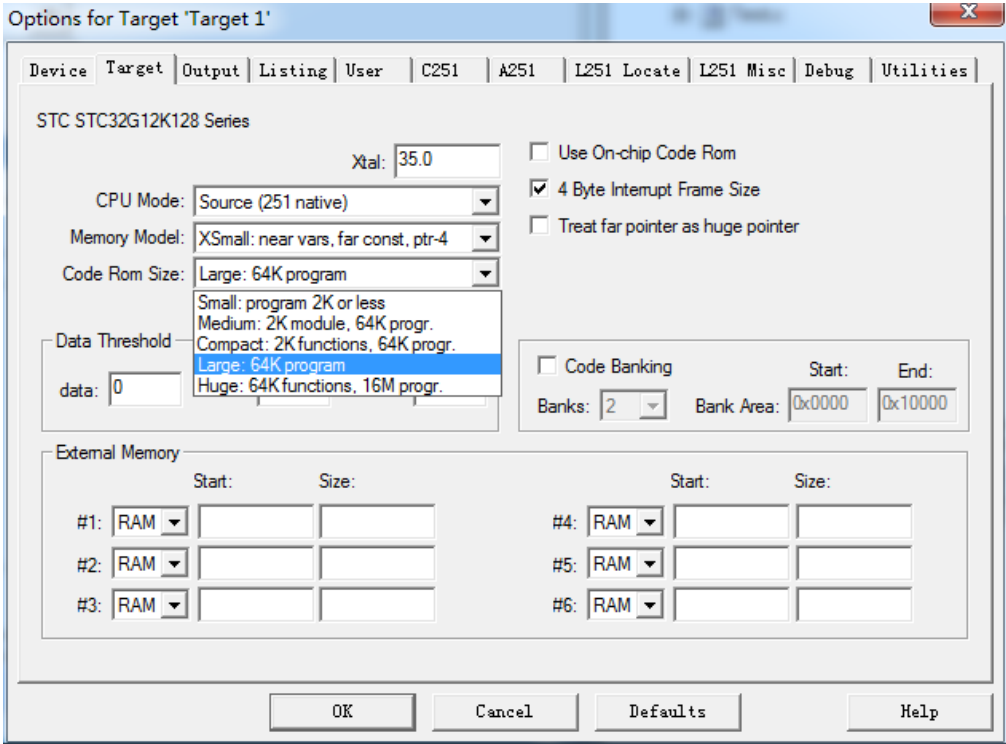 Options for Target 'Target 1'
Device Target Output Listing User C251 A251 L251 Locate L251 Misc Debug Utilities
STC STC32G12K128 Series
Xtal: 35.0
Use On-chip Code Rom
CPU Mode: Source (251 native)
4 Byte Interrupt Frame Size
Memory Model: XSmall: near vars, far const, ptr-4
Treat far pointer as huge pointer
Code Rom Size: Large: 64K program
Small: program 2K or less
Medium: 2K module, 64K progr.
Compact: 2K functions, 64K progr.
Large: 64K program
Huge: 64K functions, 16M progr.
Data Threshold
data: 0
Code Banking Start: End:
Banks: 2 Bank Area: 0x0000 0x10000
External Memory
Start: Size: Start: Size:
#1: RAM #4: RAM
#2: RAM #5: RAM
#3: RAM #6: RAM
OK Cancel Defaults Help